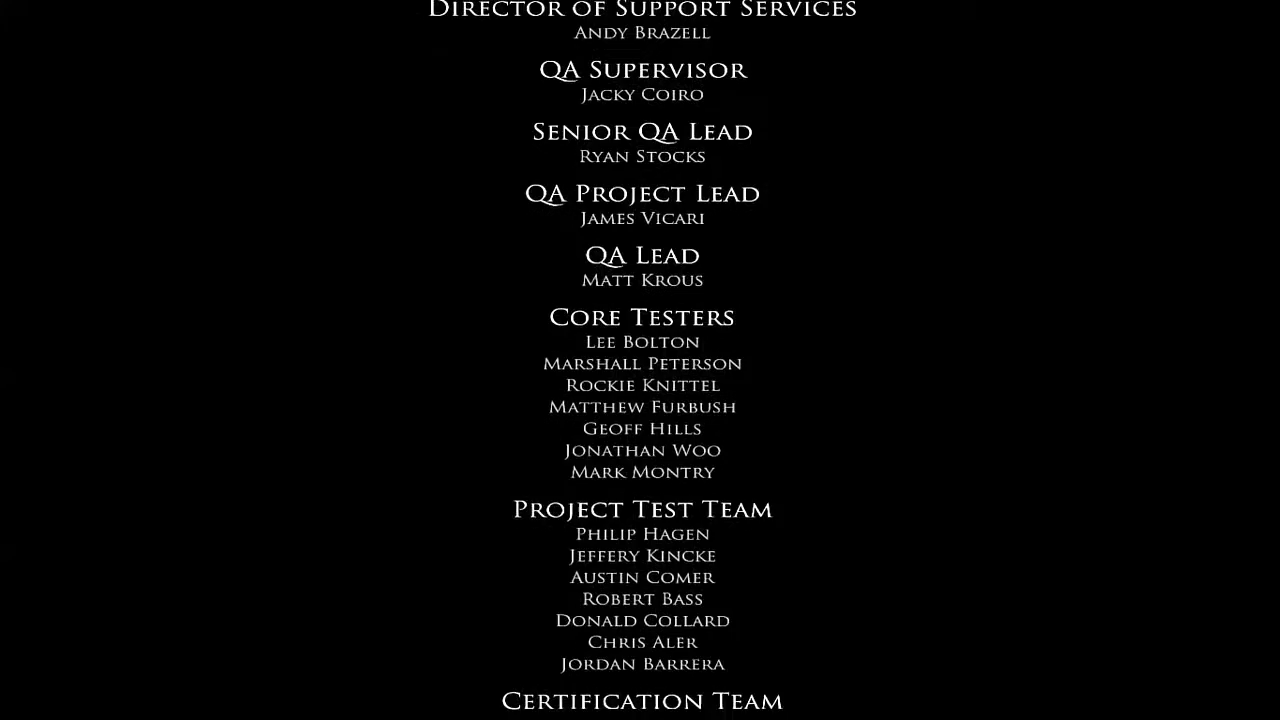 Director of Support Services
Andy Brazell
QA Supervisor
Jacky Coiro
Senior QA Lead
Ryan Stocks
QA Project Lead
James Vicari
QA Lead
Matt Krous
Core Testers
Lee Bolton
Marshall Peterson
Rockie Knittel
Matthew Furbush
Geoff Hills
Jonathan Woo
Mark Montry
Project Test Team
Philip Hagen
Jeffery Kincke
Austin Comer
Robert Bass
Donald Collard
Chris Aler
Jordan Barrera
Certification Team